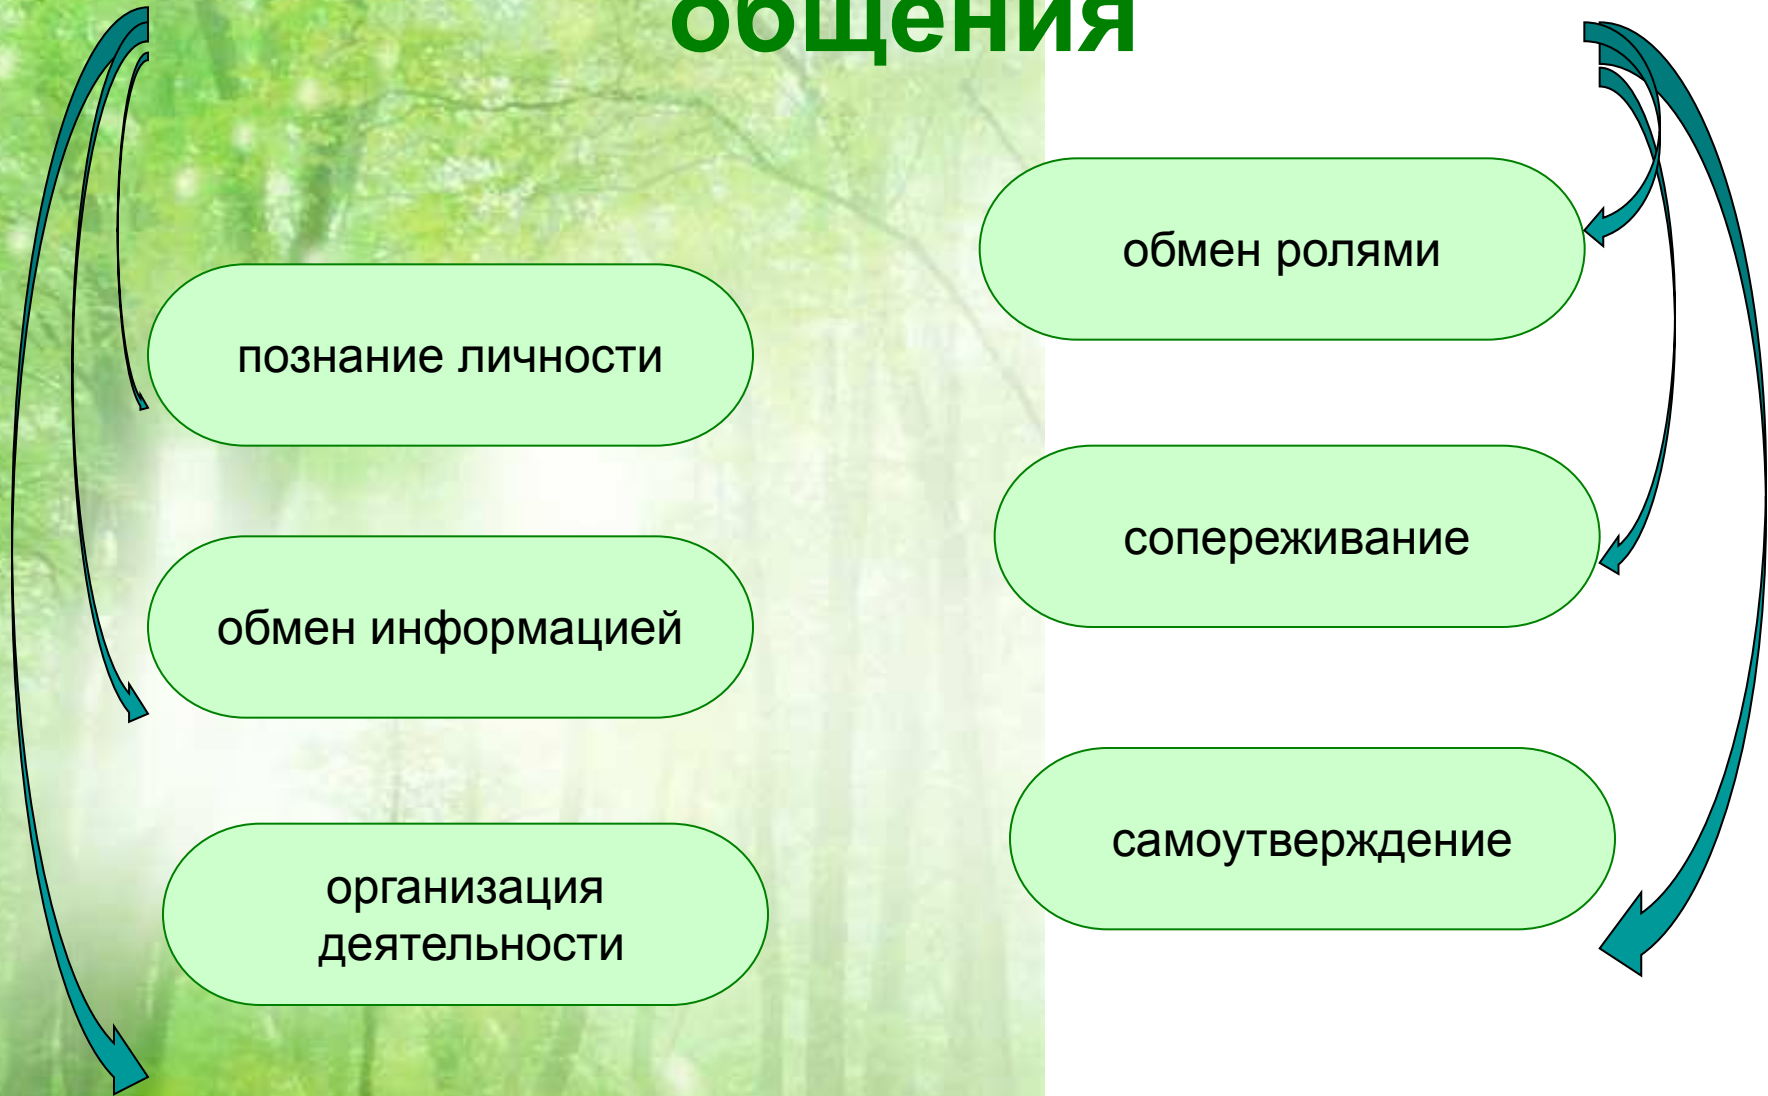 общения
познание личности
обмен информацией
организация
деятельности
обмен ролями
сопереживание
самоутверждение